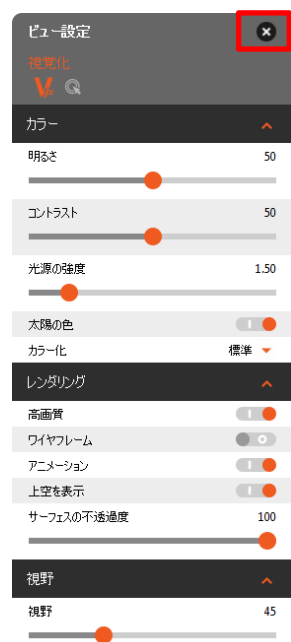 ビュー設定
視覚化
カラー
明るさ 50
コントラスト 50
光源の強度 1.50
太陽の色
カラー化 標準
レンダリング
高画質
ワイヤフレーム
アニメーション
上空を表示
サーフェスの不透過度 100
視野
視野 45